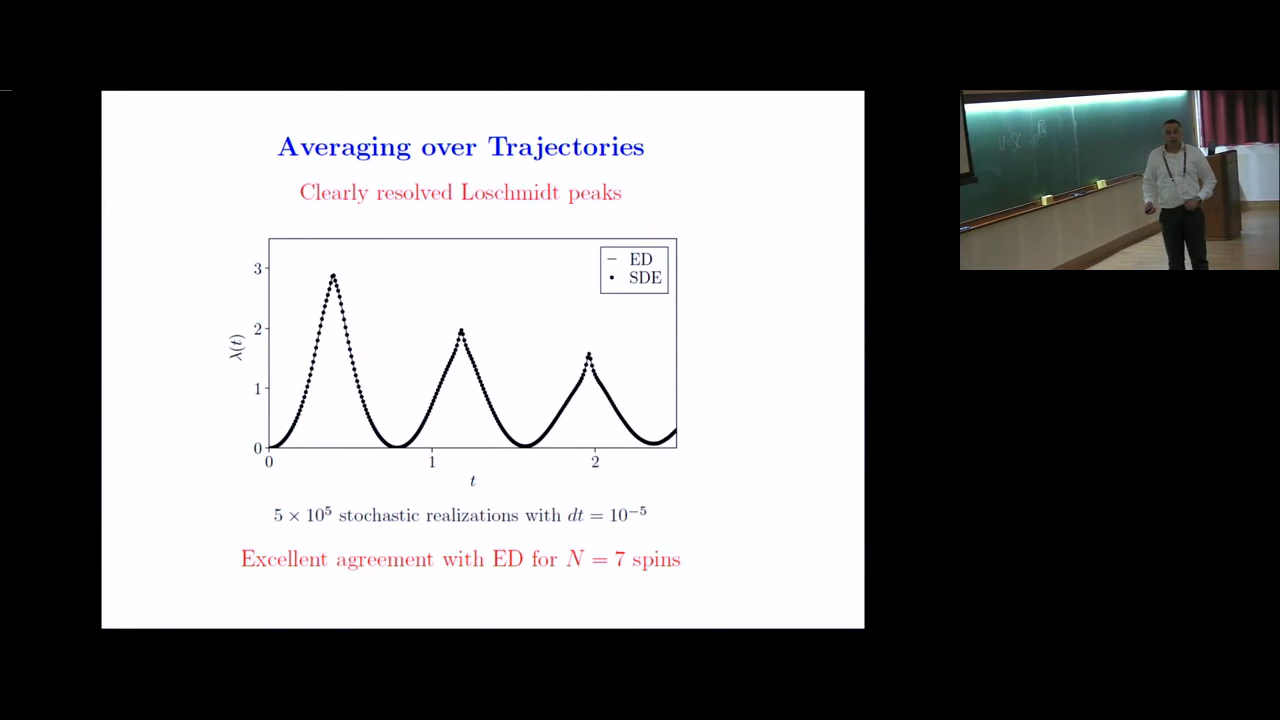 Averaging over Trajectories
Clearly resolved Loschmidt peaks
ED
SDE
3
2
1
0
λ(t)
0 1 2
t
5 × 10⁵ stochastic realizations with dt = 10⁻⁵
Excellent agreement with ED for N = 7 spins